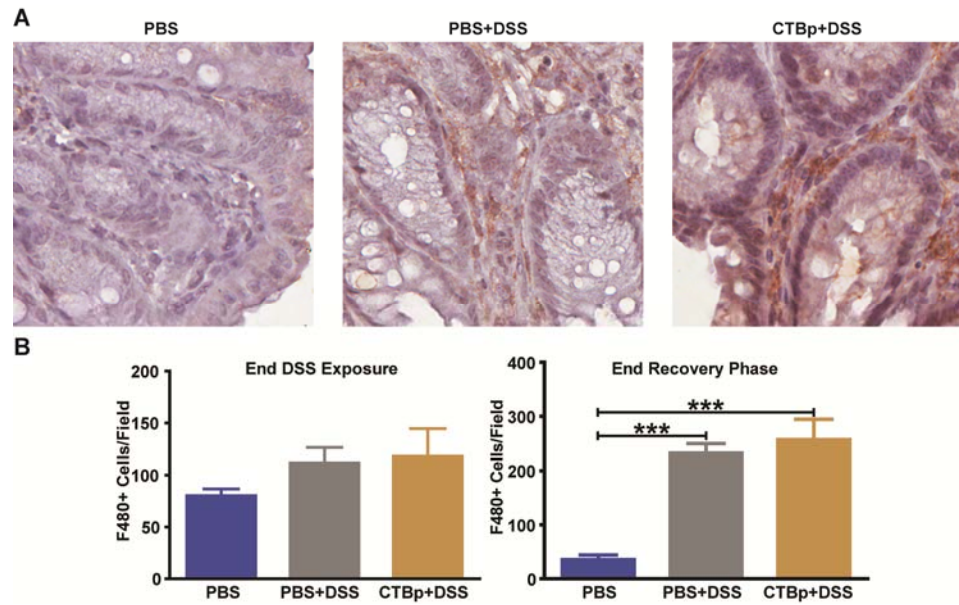 A
PBS
PBS+DSS
CTBp+DSS
B
End DSS Exposure
F480+ Cells/Field
200
150
100
50
0
PBS
PBS+DSS
CTBp+DSS
End Recovery Phase
F480+ Cells/Field
400
300
200
100
0
***
***
PBS
PBS+DSS
CTBp+DSS